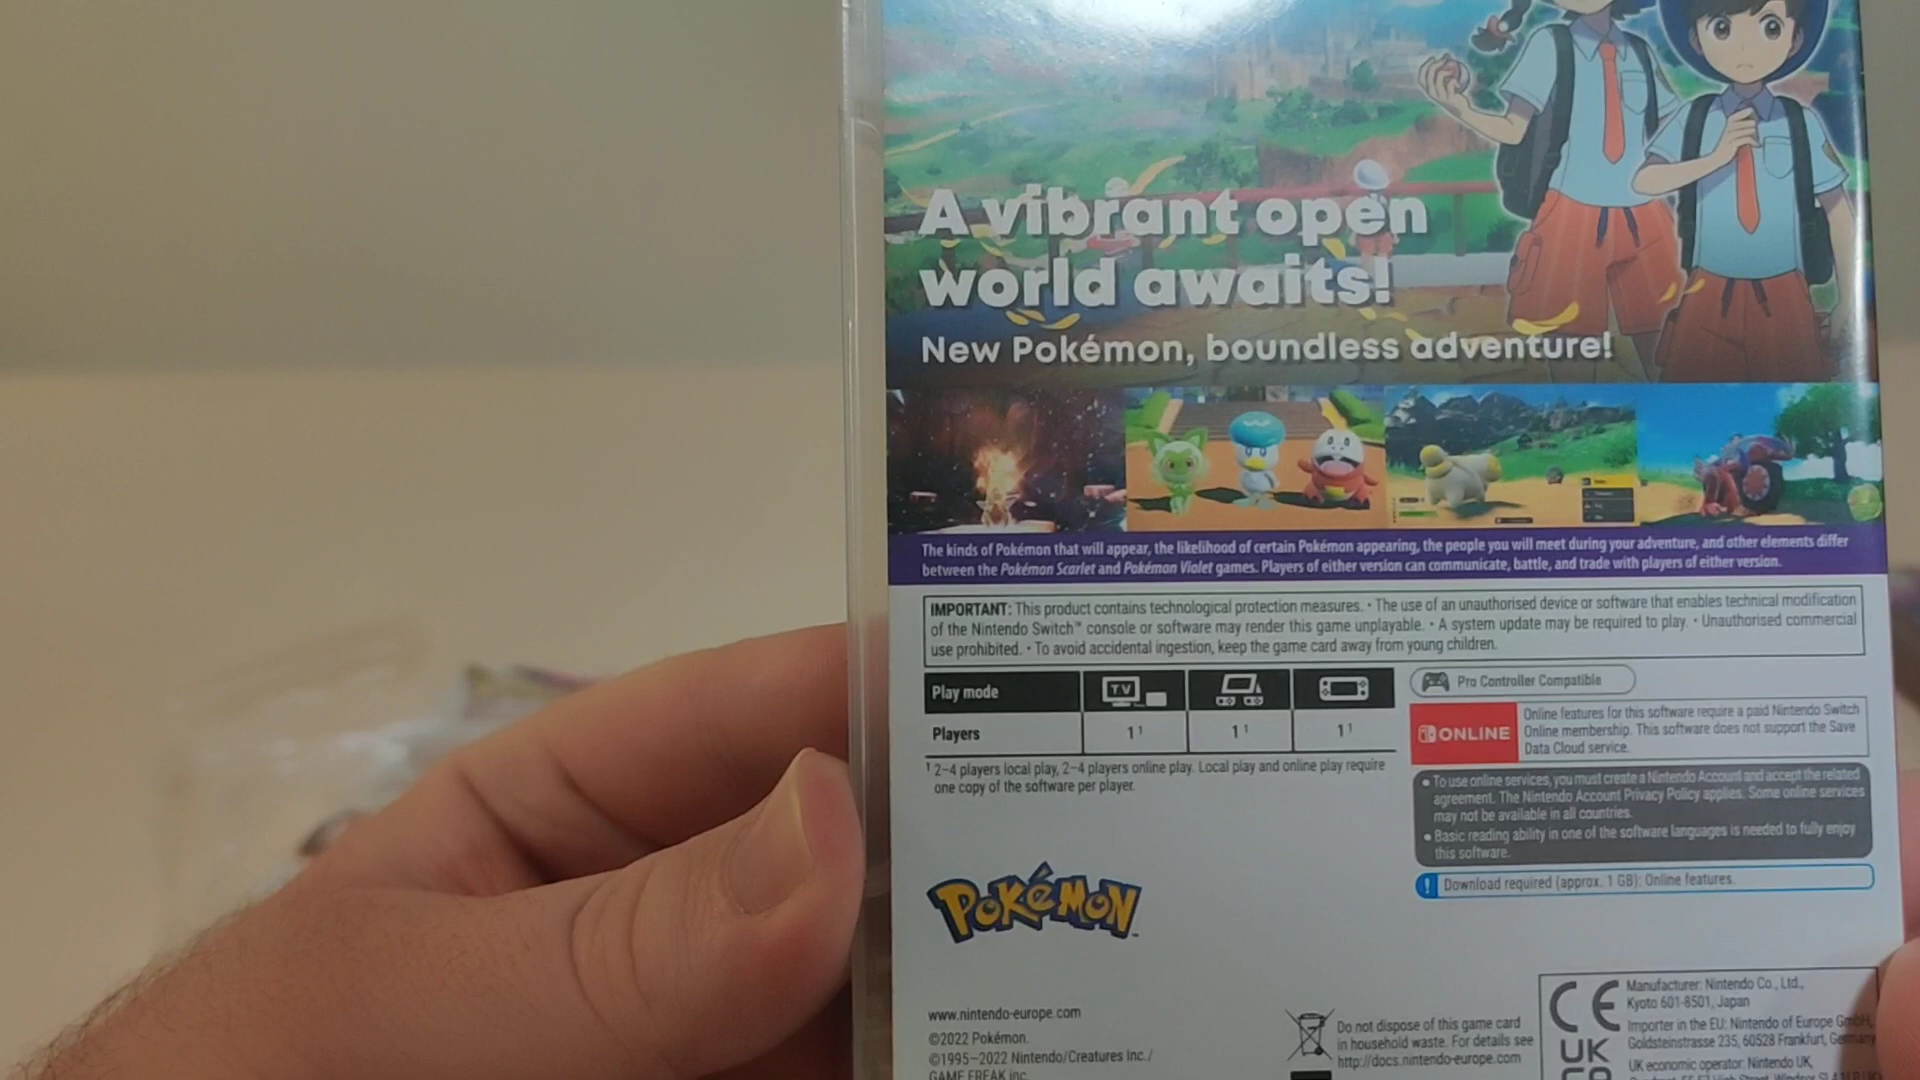 A vibrant open
world awaits!
New Pokémon, boundless adventure!
The kinds of Pokémon that will appear, the likelihood of certain Pokémon appearing, the people you will meet during your adventure, and other elements differ
between the Pokémon Scarlet and Pokémon Violet games. Players of either version can communicate, battle, and trade with players of either version.
IMPORTANT: This product contains technological protection measures. • The use of an unauthorised device or software that enables technical modification
of the Nintendo Switch™ console or software may render this game unplayable. • A system update may be required to play. • Unauthorised commercial
use prohibited. • To avoid accidental ingestion, keep the game card away from young children.
Play mode TV
Players 1¹ 1¹ 1¹
¹ 2–4 players local play, 2–4 players online play. Local play and online play require
one copy of the software per player.
Pro Controller Compatible
ONLINE
Online features for this software require a paid Nintendo Switch
Online membership. This software does not support the Save
Data Cloud service.
• To use online services, you must create a Nintendo Account and accept the related
agreement. The Nintendo Account Privacy Policy applies. Some online services
may not be available in all countries.
• Basic reading ability in one of the software languages is needed to fully enjoy
this software.
! Download required (approx. 1 GB): Online features.
POKÉMON™
www.nintendo-europe.com
©2022 Pokémon.
©1995–2022 Nintendo/Creatures Inc./
GAME FREAK inc.
Do not dispose of this game card
in household waste. For details see
http://docs.nintendo-europe.com
CE
UK
CA
Manufacturer: Nintendo Co., Ltd.,
Kyoto 601-8501, Japan
Importer in the EU: Nintendo of Europe GmbH,
Goldsteinstrasse 235, 60528 Frankfurt, Germany
UK economic operator: Nintendo UK,